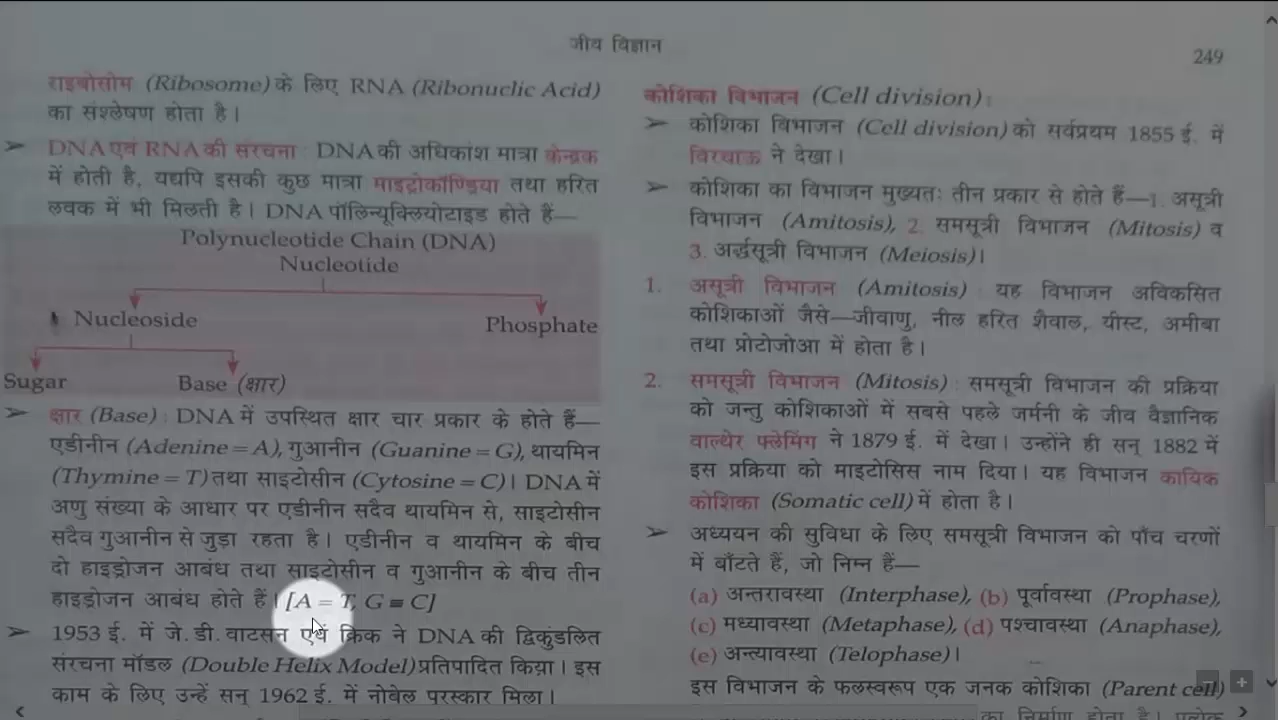 जीव विज्ञान
249
राइबोसोम (Ribosome) के लिए RNA (Ribonuclic Acid)
का संश्लेषण होता है।
➤ DNA एवं RNA की संरचना : DNA की अधिकांश मात्रा केन्द्रक
में होती है, यद्यपि इसकी कुछ मात्रा माइट्रोकॉण्ड्रिया तथा हरित
लवक में भी मिलती है। DNA पॉलिन्यूक्लियोटाइड होते हैं—
Polynucleotide Chain (DNA)
Nucleotide
Nucleoside
Phosphate
Sugar
Base (क्षार)
➤ क्षार (Base) : DNA में उपस्थित क्षार चार प्रकार के होते हैं—
एडीनीन (Adenine = A), गुआनीन (Guanine = G), थायमिन
(Thymine = T) तथा साइटोसीन (Cytosine = C)। DNA में
अणु संख्या के आधार पर एडीनीन सदैव थायमिन से, साइटोसीन
सदैव गुआनीन से जुड़ा रहता है। एडीनीन व थायमिन के बीच
दो हाइड्रोजन आबंध तथा साइटोसीन व गुआनीन के बीच तीन
हाइड्रोजन आबंध होते हैं। [A = T, G ≡ C]
➤ 1953 ई. में जे. डी. वाटसन एवं क्रिक ने DNA की द्विकुंडलित
संरचना मॉडल (Double Helix Model) प्रतिपादित किया। इस
काम के लिए उन्हें सन् 1962 ई. में नोबेल पुरस्कार मिला।
कोशिका विभाजन (Cell division) :
➤ कोशिका विभाजन (Cell division) को सर्वप्रथम 1855 ई. में
विरचाऊ ने देखा।
➤ कोशिका का विभाजन मुख्यतः तीन प्रकार से होते हैं—1. असूत्री
विभाजन (Amitosis), 2. समसूत्री विभाजन (Mitosis) व
3. अर्द्धसूत्री विभाजन (Meiosis)।
1. असूत्री विभाजन (Amitosis) : यह विभाजन अविकसित
कोशिकाओं जैसे—जीवाणु, नील हरित शैवाल, यीस्ट, अमीबा
तथा प्रोटोजोआ में होता है।
2. समसूत्री विभाजन (Mitosis) : समसूत्री विभाजन की प्रक्रिया
को जन्तु कोशिकाओं में सबसे पहले जर्मनी के जीव वैज्ञानिक
वाल्थेर फ्लेमिंग ने 1879 ई. में देखा। उन्होंने ही सन् 1882 में
इस प्रक्रिया को माइटोसिस नाम दिया। यह विभाजन कायिक
कोशिका (Somatic cell) में होता है।
➤ अध्ययन की सुविधा के लिए समसूत्री विभाजन को पाँच चरणों
में बाँटते हैं, जो निम्न हैं—
(a) अन्तरावस्था (Interphase), (b) पूर्वावस्था (Prophase),
(c) मध्यावस्था (Metaphase), (d) पश्चावस्था (Anaphase),
(e) अन्त्यावस्था (Telophase)।
इस विभाजन के फलस्वरूप एक जनक कोशिका (Parent cell)
का निर्माण होता है।